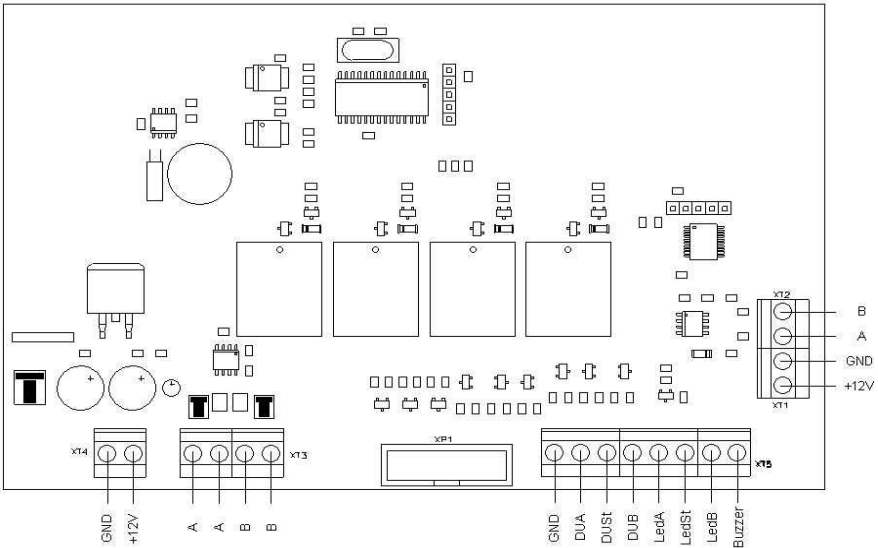 XT2
B
A
GND
+12V
XT1
XT4
XT3
XP1
XT5
GND
+12V
A
A
B
B
GND
DUA
DUSt
DUB
LedA
LedSt
LedB
Buzzer
+
+
+